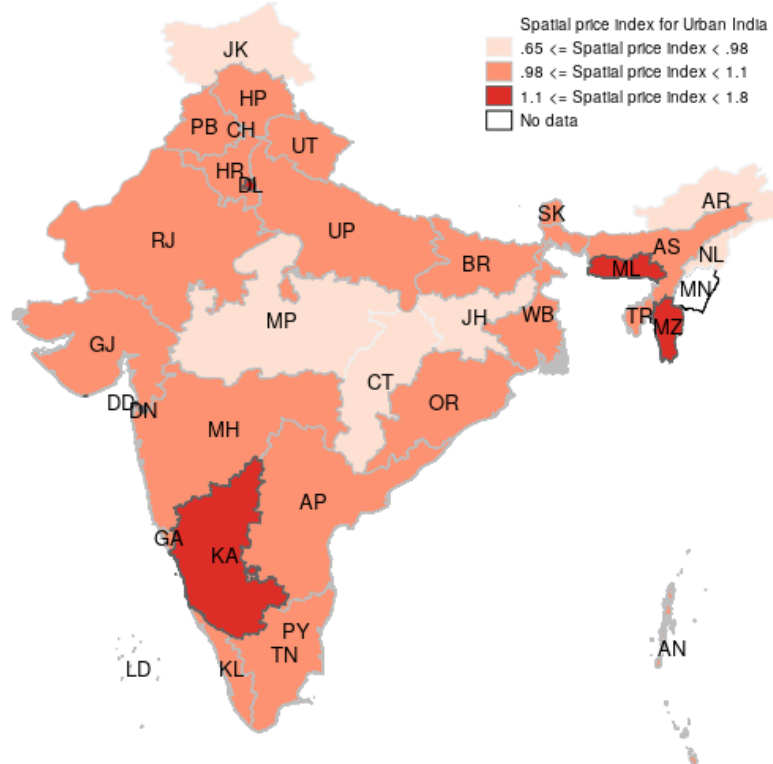 Spatial price index for Urban India
.65 <= Spatial price index < .98
.98 <= Spatial price index < 1.1
1.1 <= Spatial price index < 1.8
No data
JK
HP
PB
CH
UT
HR
DL
RJ
UP
SK
AR
AS
NL
BR
ML
MN
MP
JH
WB
TR
MZ
GJ
CT
DD
DN
OR
MH
AP
GA
KA
PY
TN
LD
KL
AN